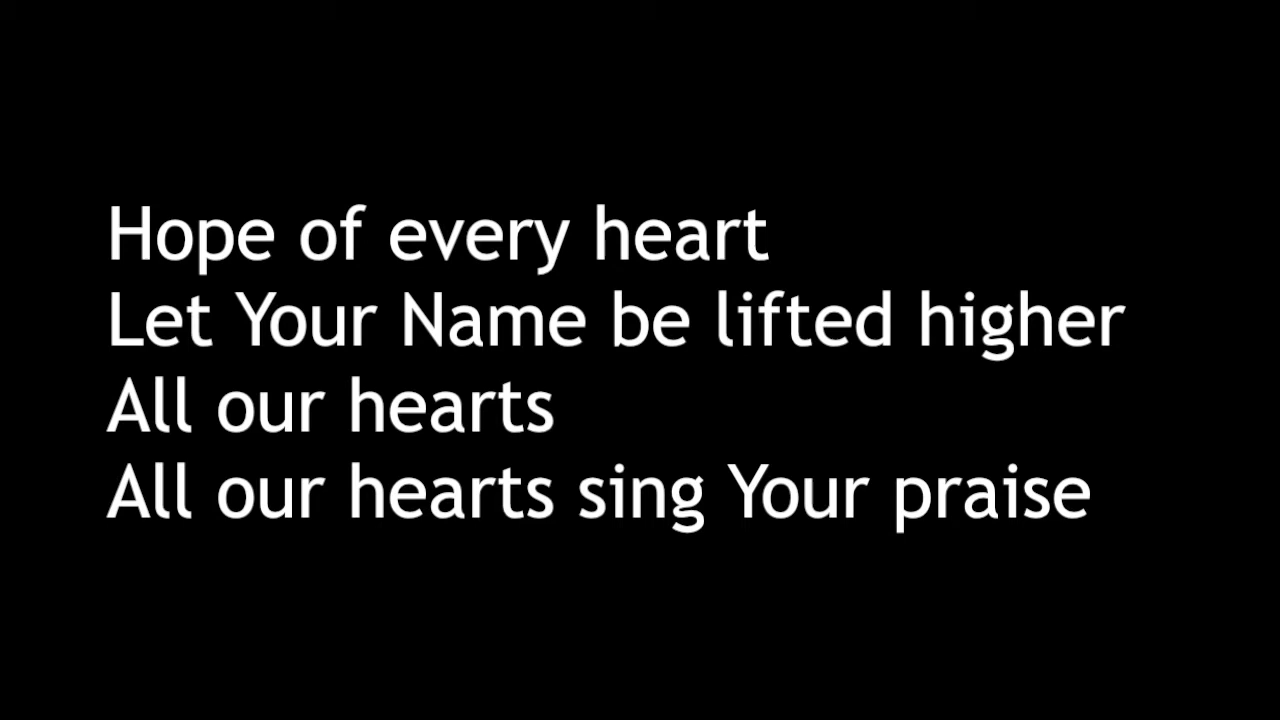 Hope of every heart
Let Your Name be lifted higher
All our hearts
All our hearts sing Your praise